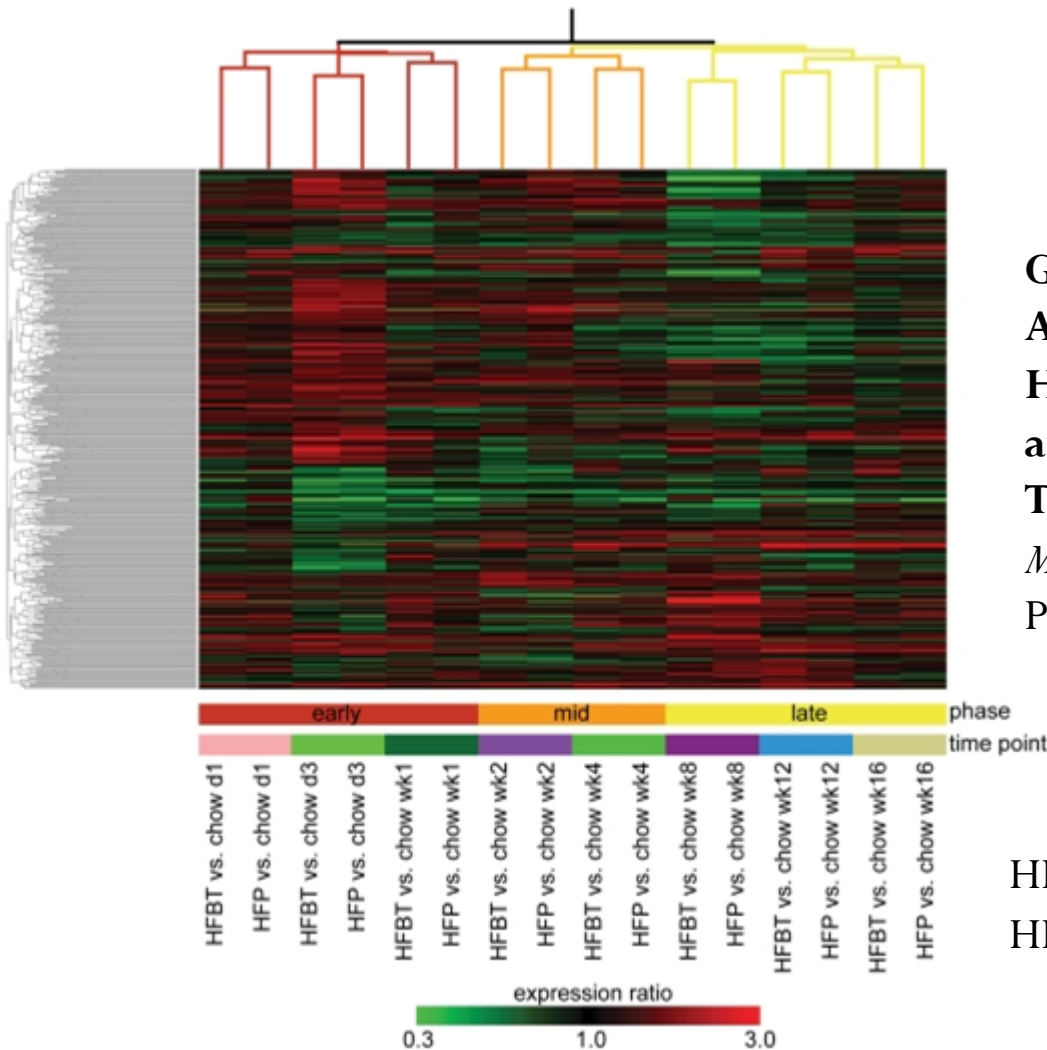 G
A
H
a
T
M
P
early mid late phase
time point
HFBT vs. chow d1
HFP vs. chow d1
HFBT vs. chow d3
HFP vs. chow d3
HFBT vs. chow wk1
HFP vs. chow wk1
HFBT vs. chow wk2
HFP vs. chow wk2
HFBT vs. chow wk4
HFP vs. chow wk4
HFBT vs. chow wk8
HFP vs. chow wk8
HFBT vs. chow wk12
HFP vs. chow wk12
HFBT vs. chow wk16
HFP vs. chow wk16
expression ratio
0.3 1.0 3.0